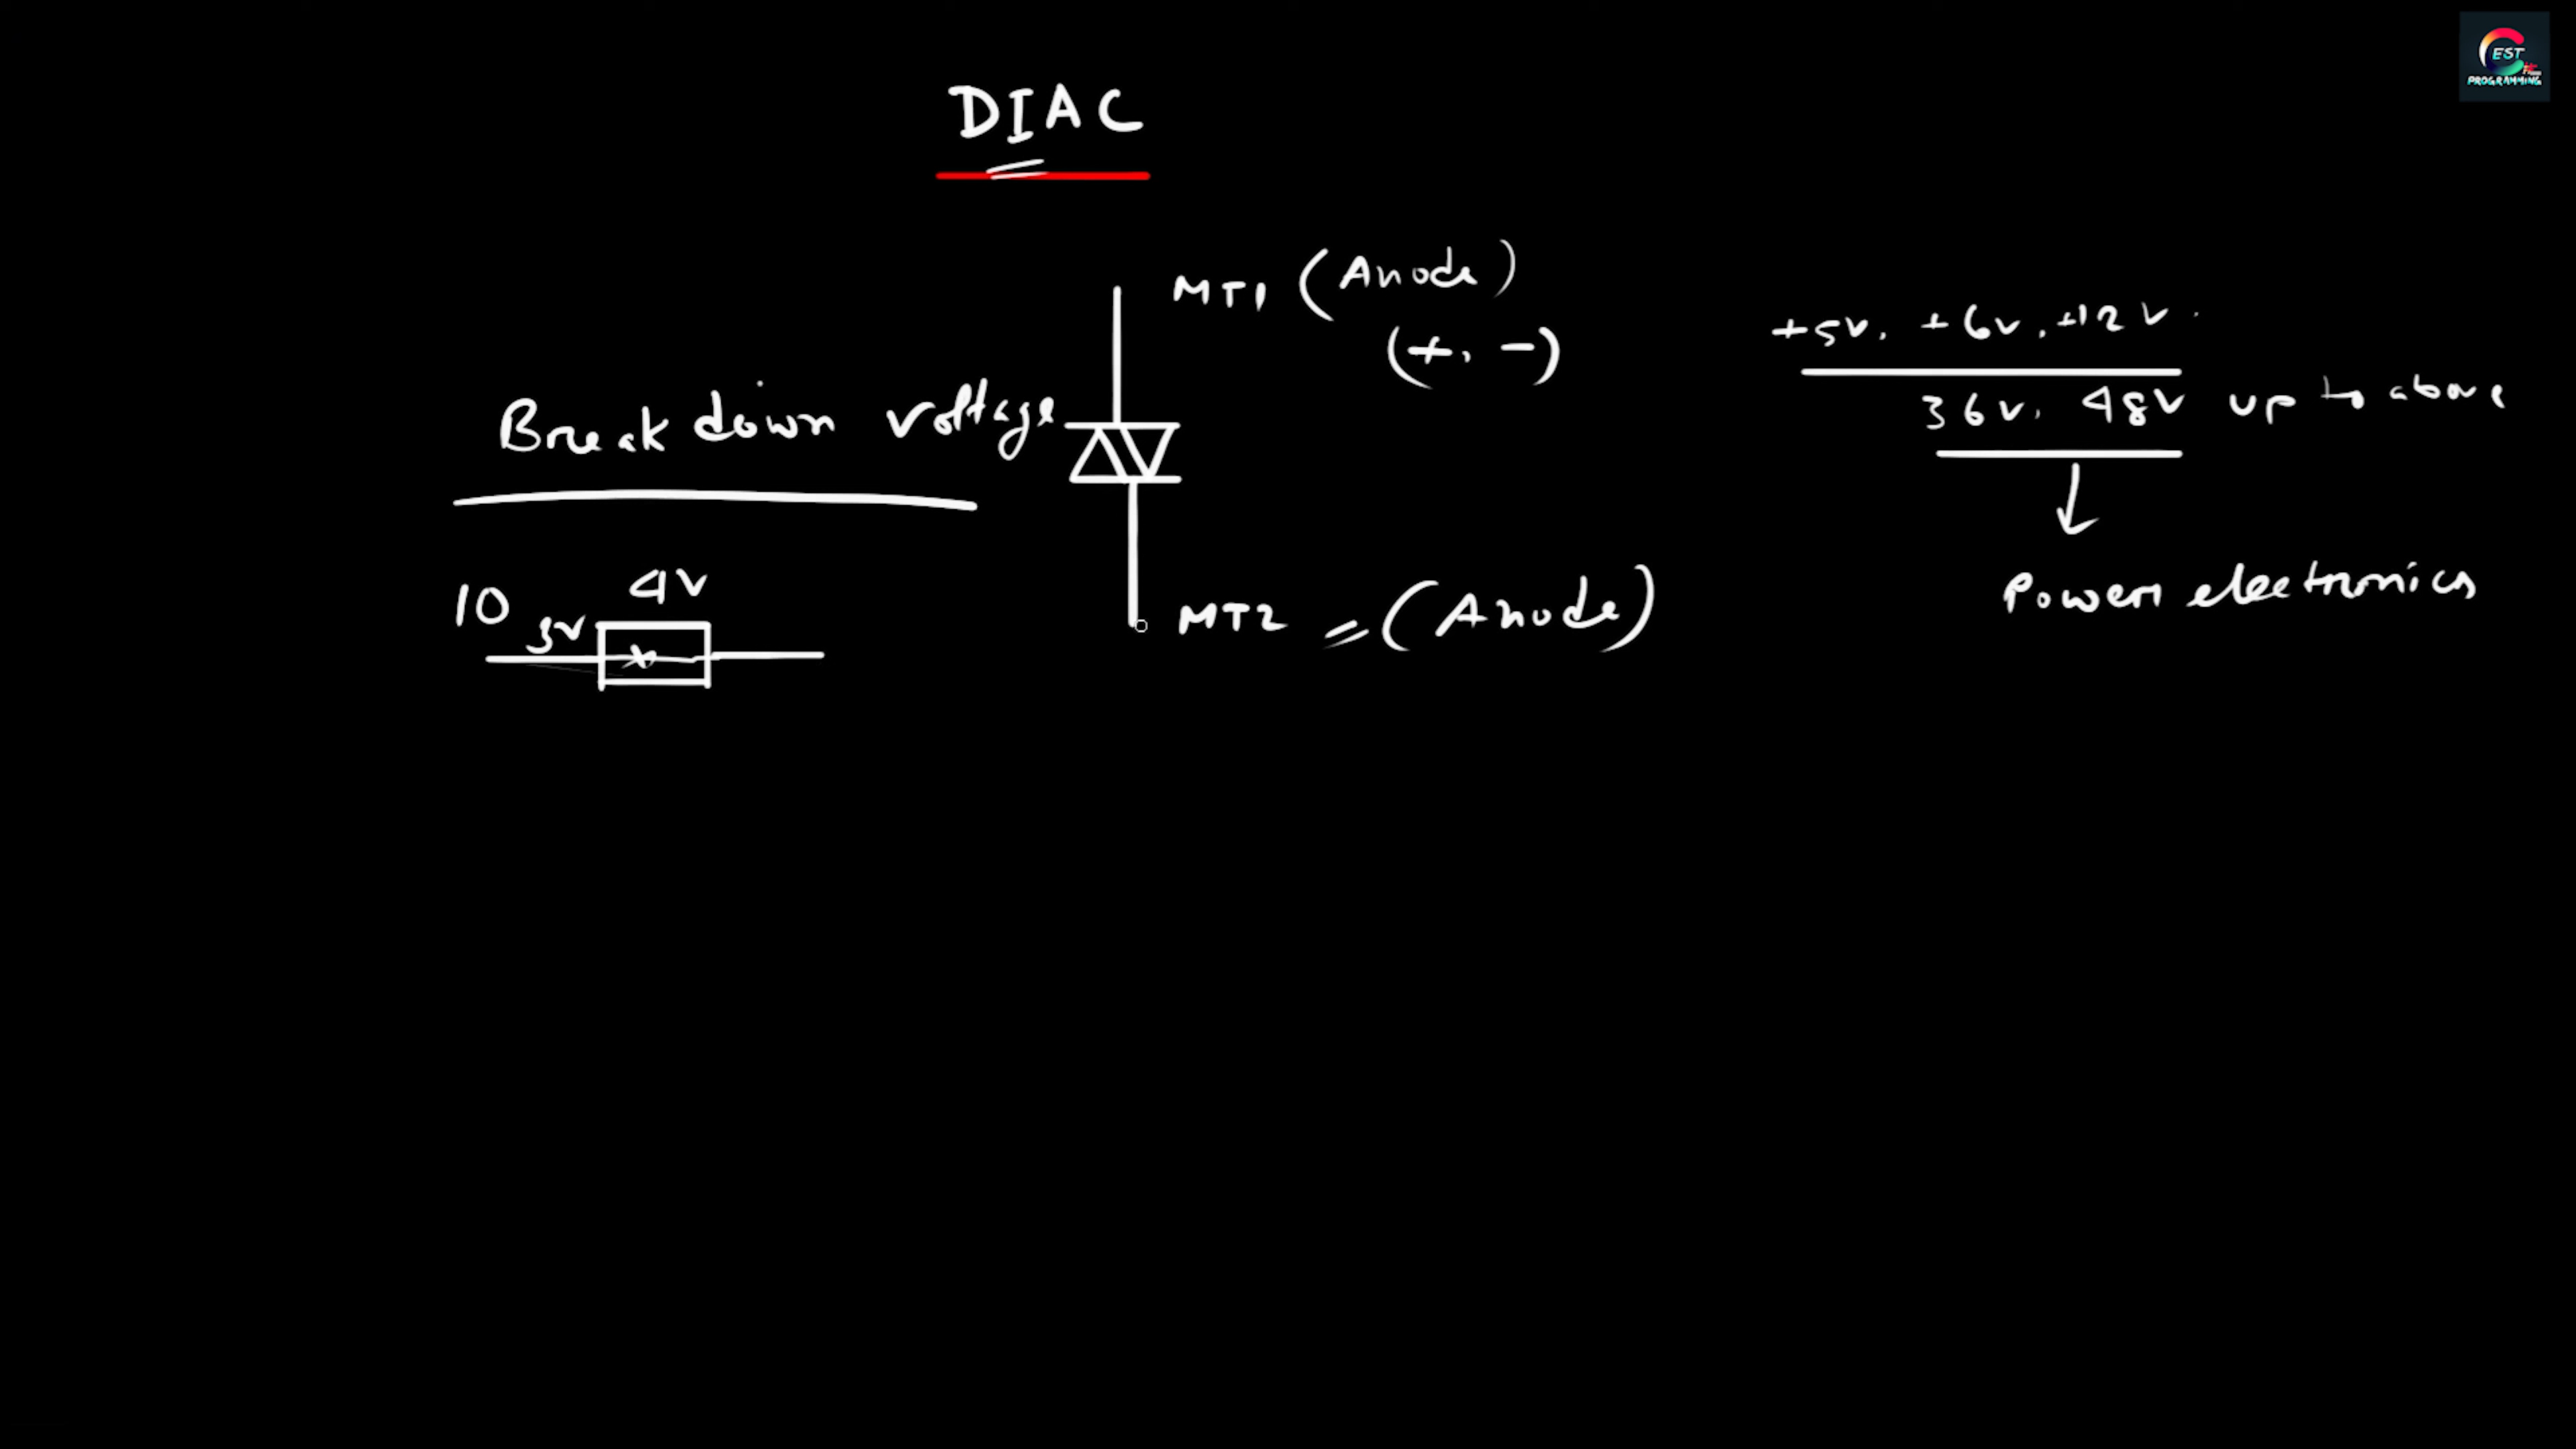 EST
PROGRAMMING
DIAC
MT1 (Anode)
(+, -)
+5V, +6V, +12V.
36V, 48V up to above
Power electronics
Break down voltage
4V
10
3V
MT2 = (Anode)